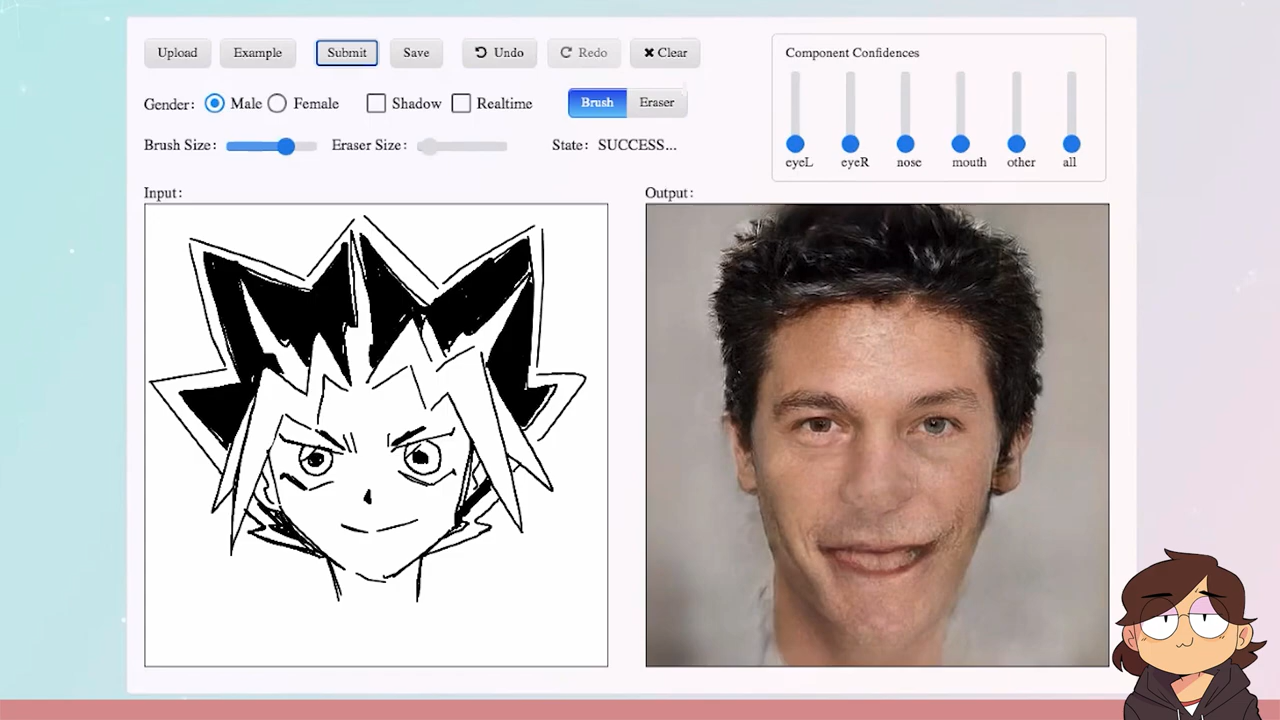 Upload Example Submit Save Undo Redo Clear
Component Confidences
Gender: Male Female Shadow Realtime Brush Eraser
Brush Size: Eraser Size: State: SUCCESS...
eyeL eyeR nose mouth other all
Input: Output: